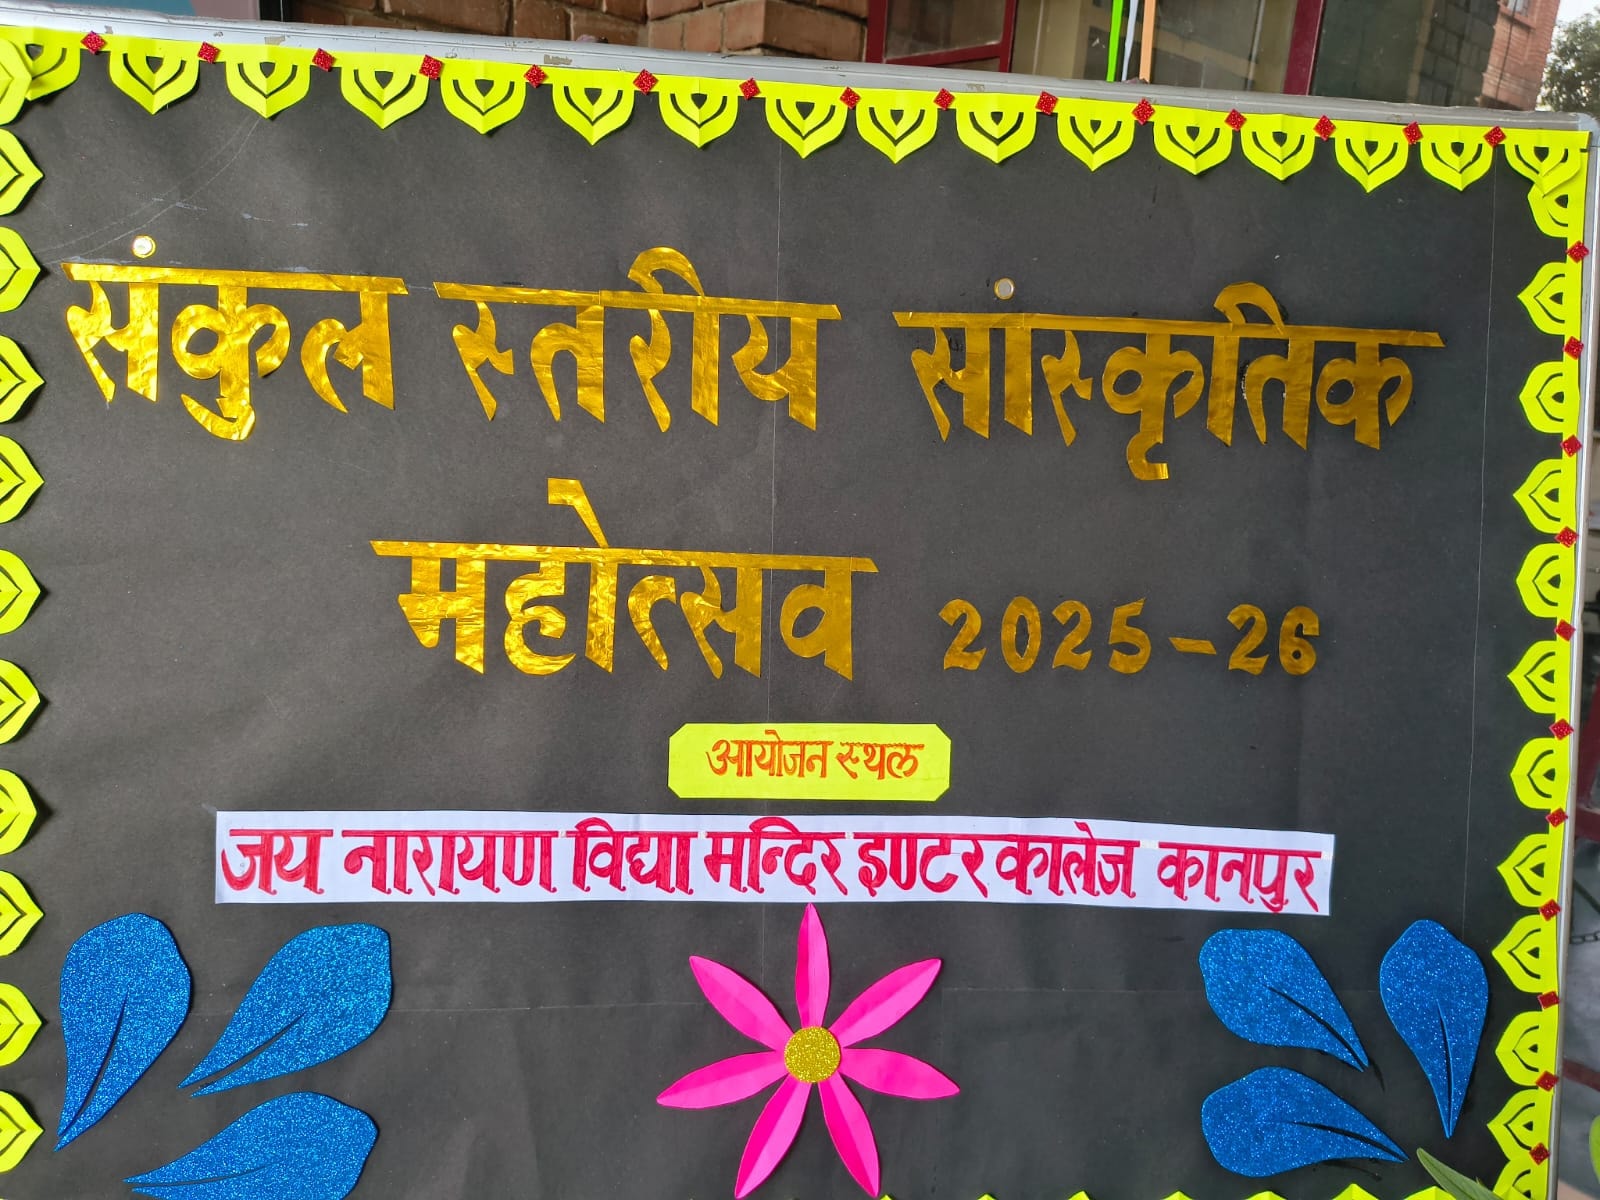 संकुल स्तरीय सांस्कृतिक
महोत्सव 2025-26
आयोजन स्थल
जय नारायण विद्या मन्दिर इण्टर कालेज कानपुर